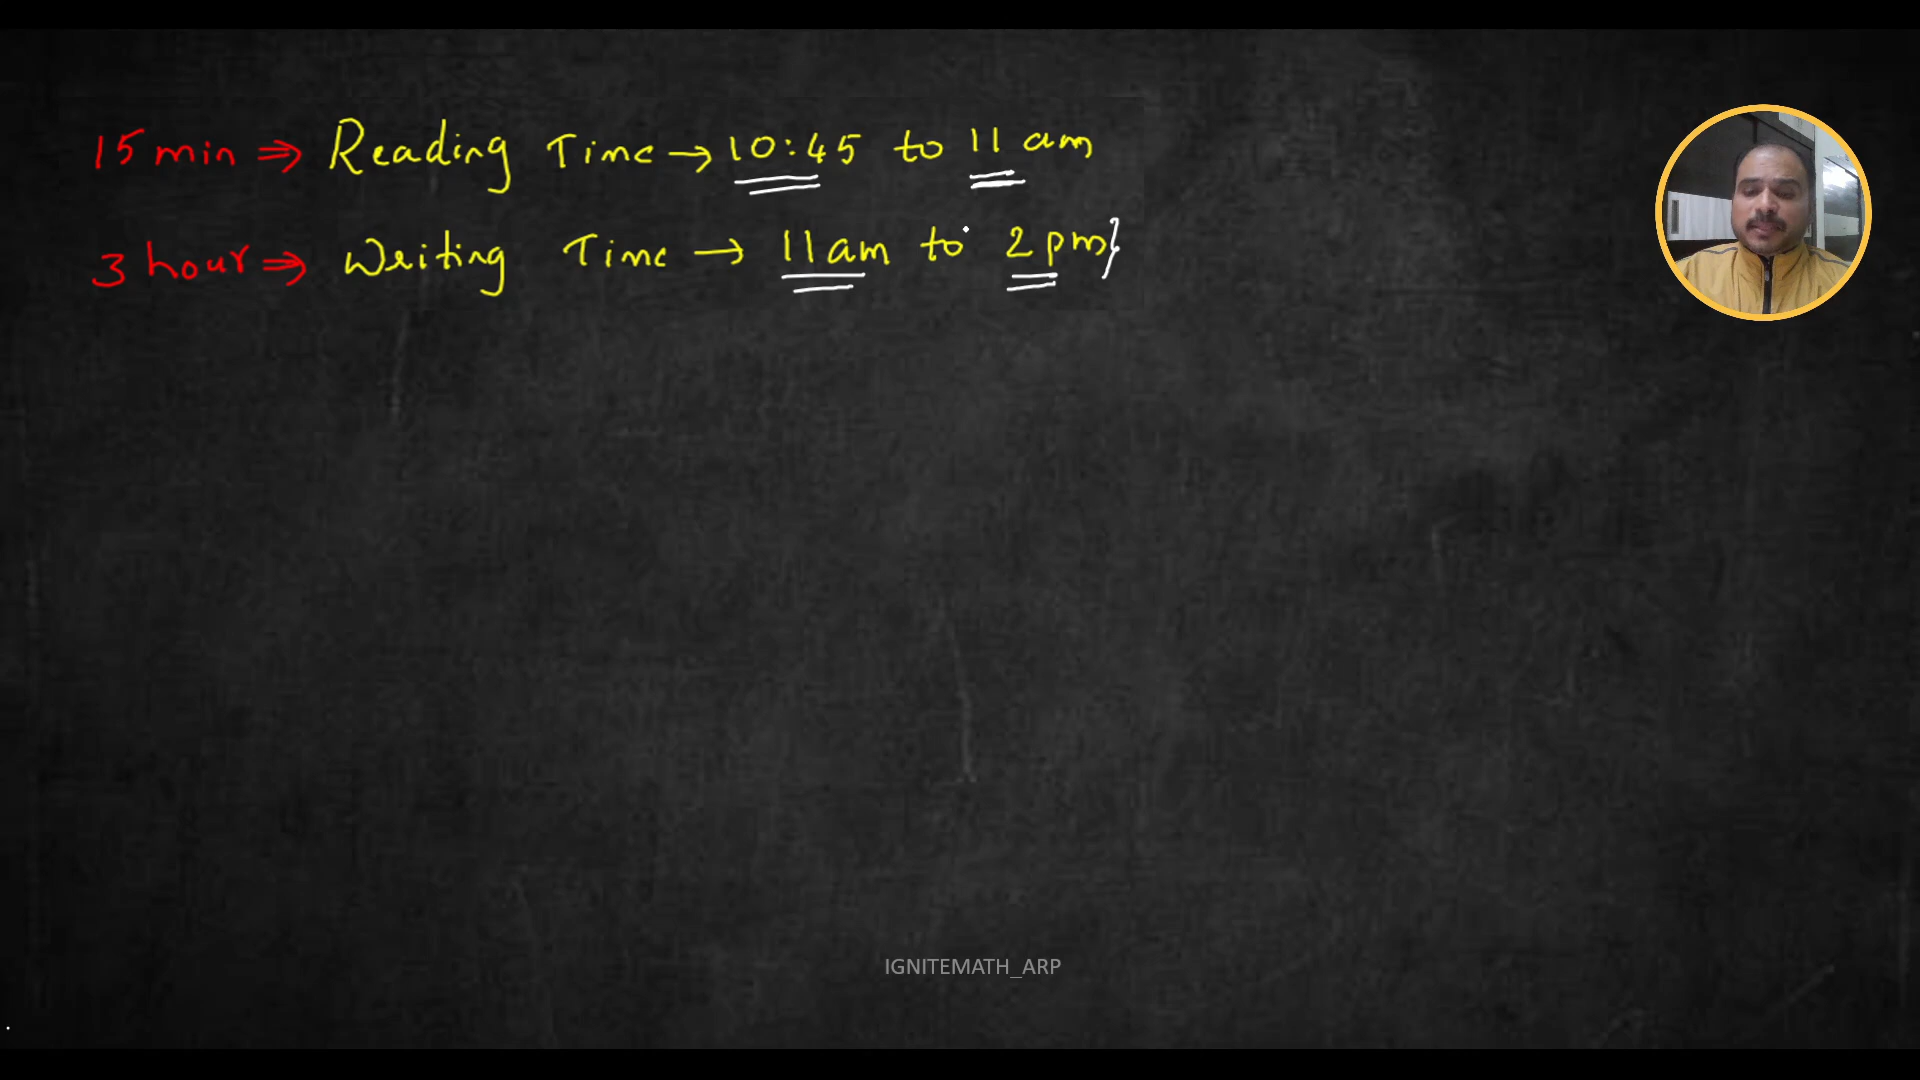 15 min ⇒ Reading Time → 10:45 to 11 am
3 hour ⇒ Writing Time → 11 am to 2 pm}
IGNITEMATH_ARP